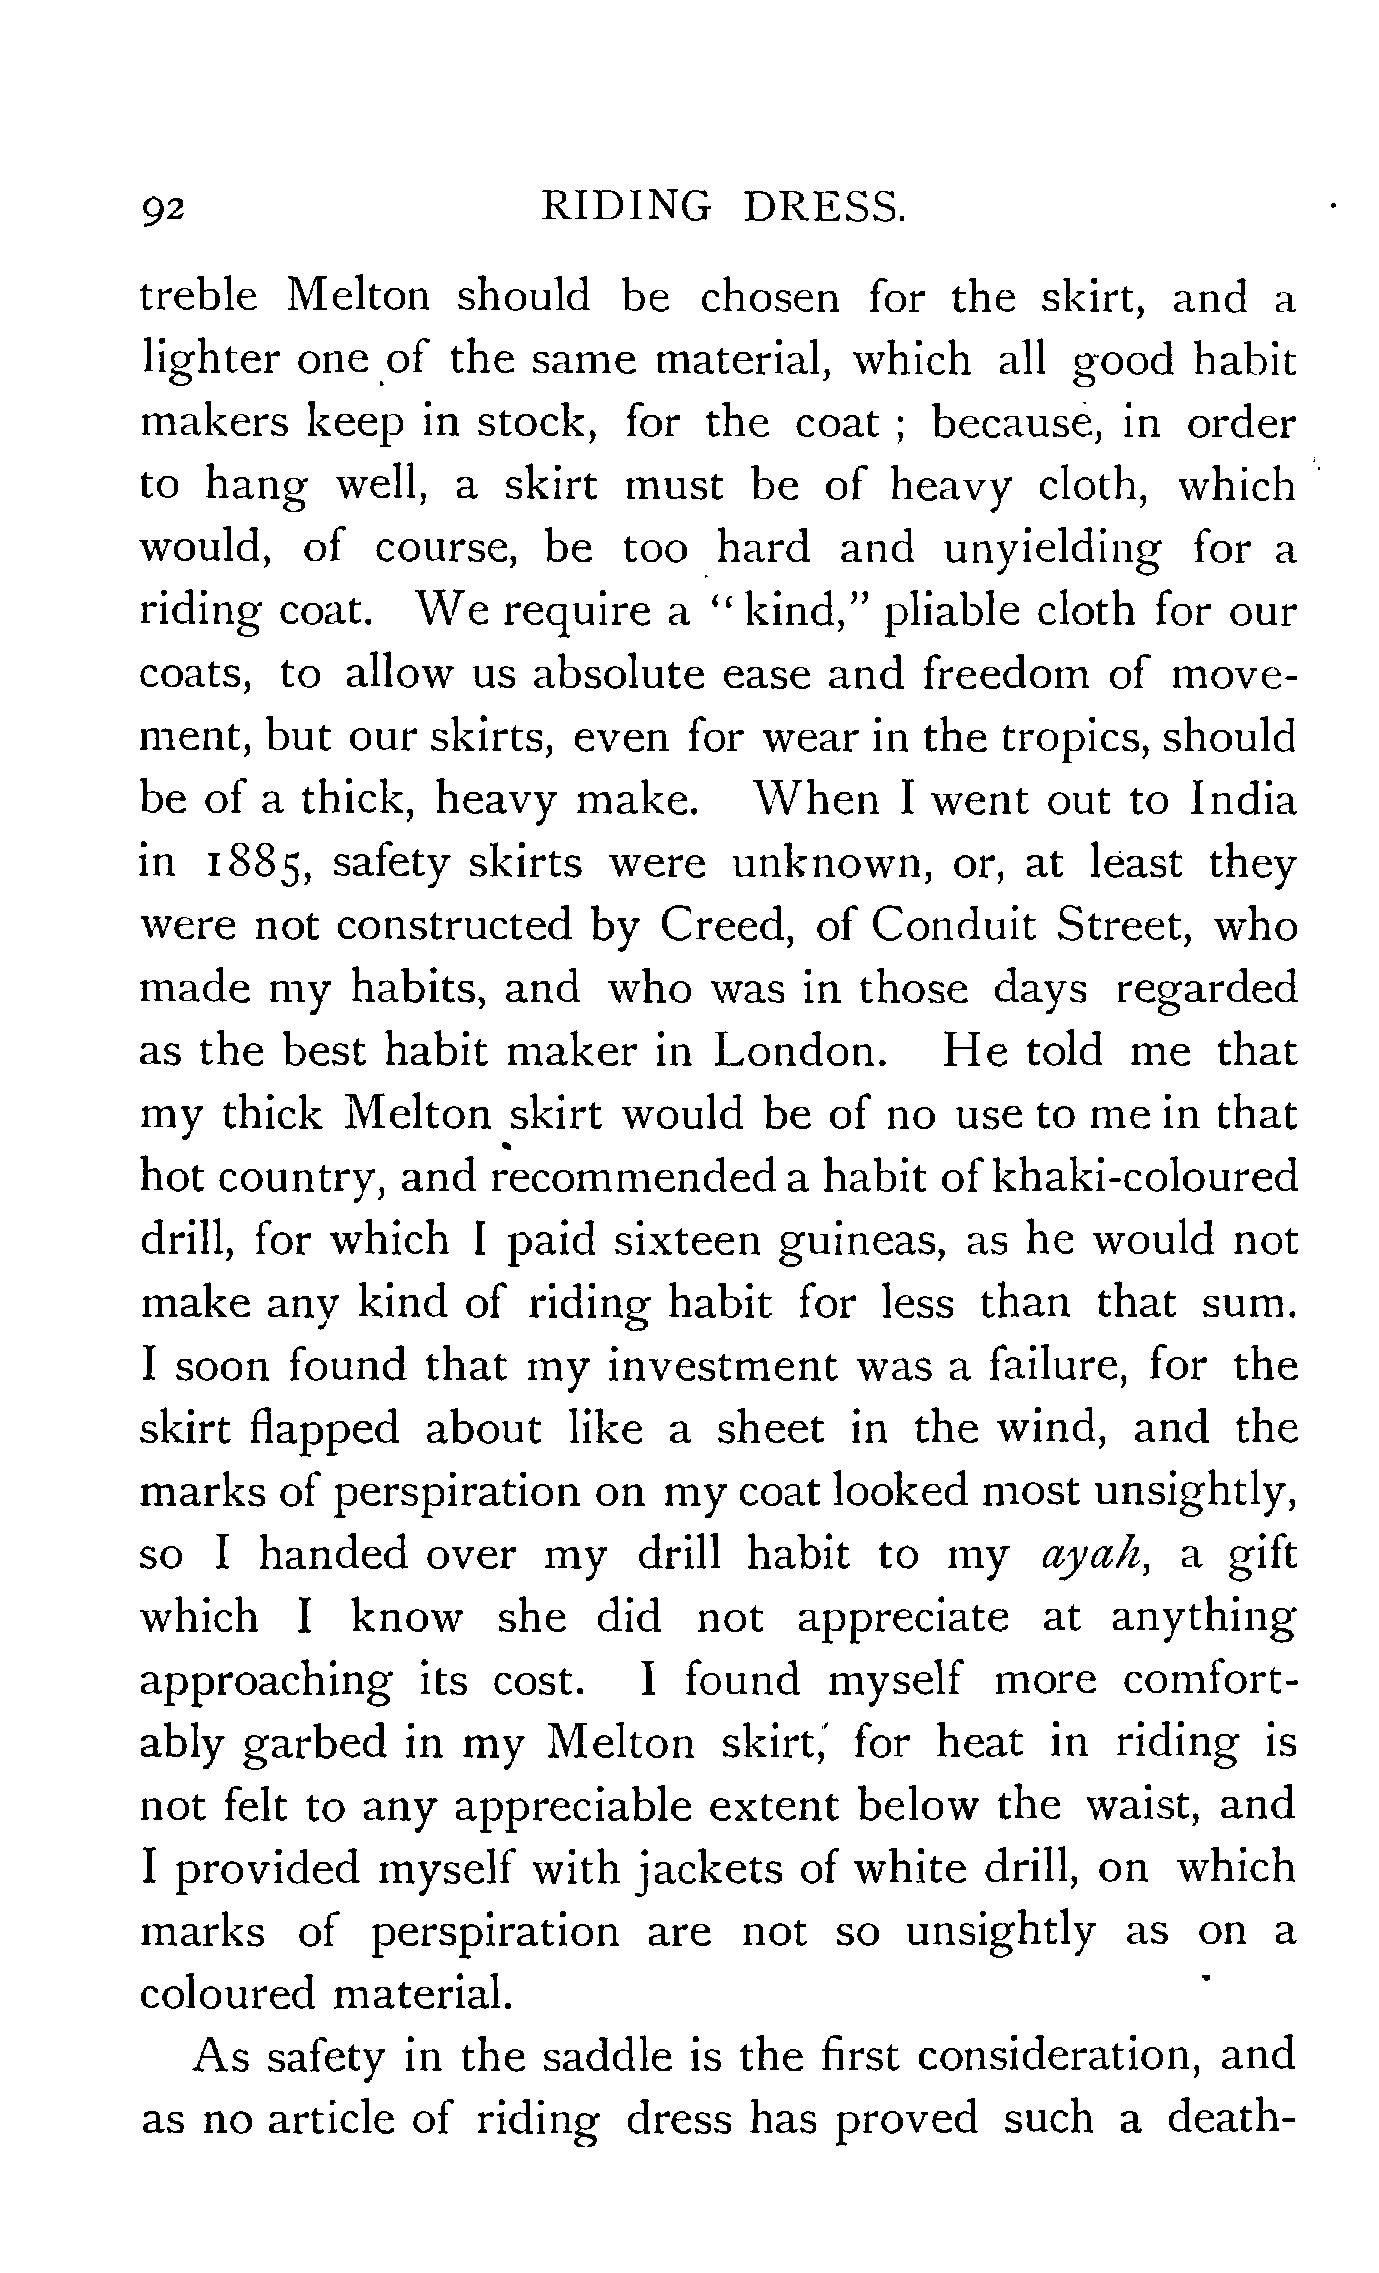 92 RIDING DRESS.
treble Melton should be chosen for the skirt, and a
lighter one of the same material, which all good habit
makers keep in stock, for the coat ; because, in order
to hang well, a skirt must be of heavy cloth, which
would, of course, be too hard and unyielding for a
riding coat. We require a “ kind,” pliable cloth for our
coats, to allow us absolute ease and freedom of move-
ment, but our skirts, even for wear in the tropics, should
be of a thick, heavy make. When I went out to India
in 1885, safety skirts were unknown, or, at least they
were not constructed by Creed, of Conduit Street, who
made my habits, and who was in those days regarded
as the best habit maker in London. He told me that
my thick Melton skirt would be of no use to me in that
hot country, and recommended a habit of khaki-coloured
drill, for which I paid sixteen guineas, as he would not
make any kind of riding habit for less than that sum.
I soon found that my investment was a failure, for the
skirt flapped about like a sheet in the wind, and the
marks of perspiration on my coat looked most unsightly,
so I handed over my drill habit to my ayah, a gift
which I know she did not appreciate at anything
approaching its cost. I found myself more comfort-
ably garbed in my Melton skirt, for heat in riding is
not felt to any appreciable extent below the waist, and
I provided myself with jackets of white drill, on which
marks of perspiration are not so unsightly as on a
coloured material.
As safety in the saddle is the first consideration, and
as no article of riding dress has proved such a death-